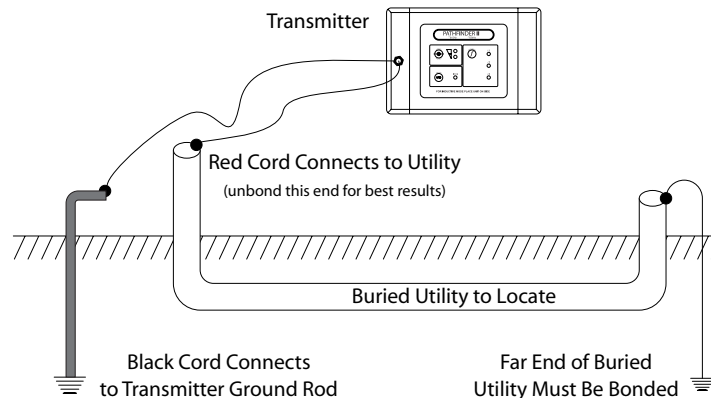 Transmitter
PATHFINDER II
Red Cord Connects to Utility
(unbond this end for best results)
Buried Utility to Locate
Black Cord Connects
to Transmitter Ground Rod
Far End of Buried
Utility Must Be Bonded